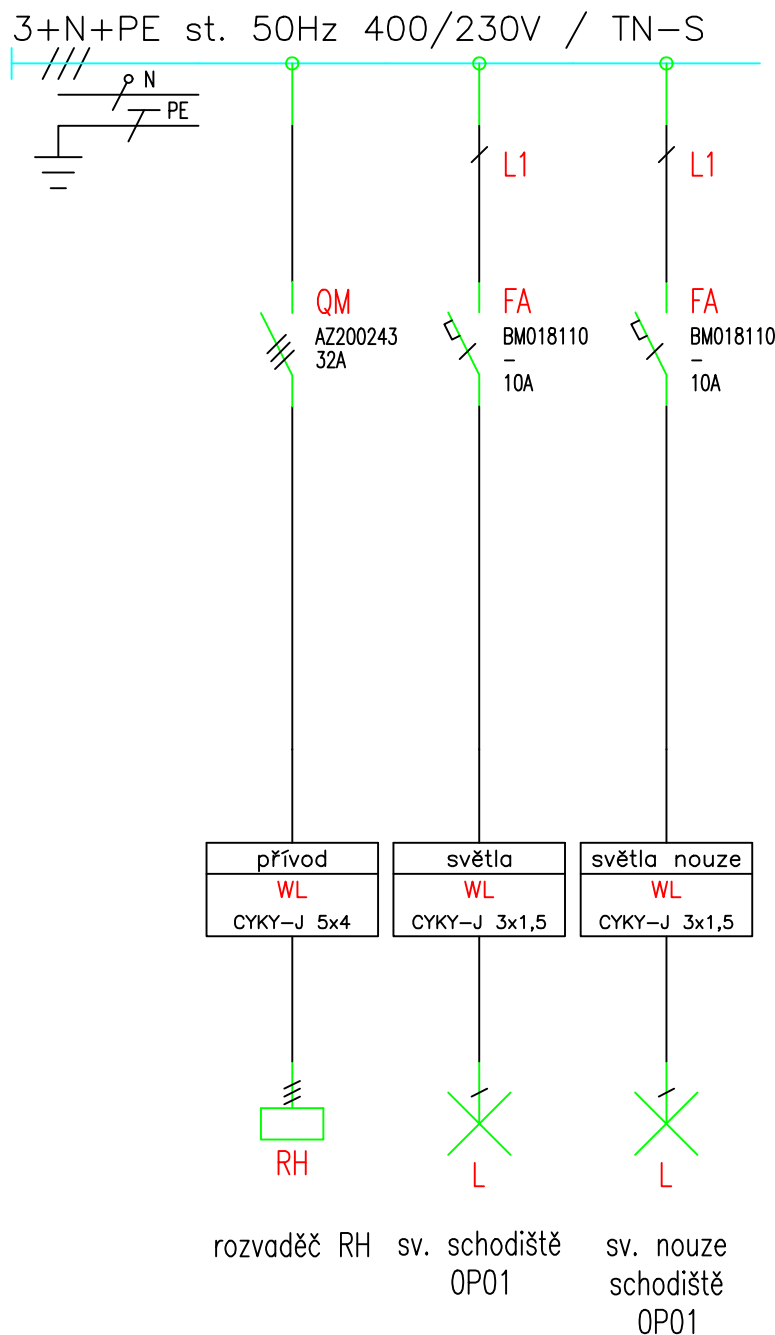 3+N+PE st. 50Hz 400/230V / TN-S
N
PE
L1
L1
QM
AZ200243
32A
FA
BM018110
-
10A
FA
BM018110
-
10A
přívod
WL
CYKY-J 5x4
světla
WL
CYKY-J 3x1,5
světla nouze
WL
CYKY-J 3x1,5
RH
L
L
rozvaděč RH
sv. schodiště
OP01
sv. nouze
schodiště
OP01